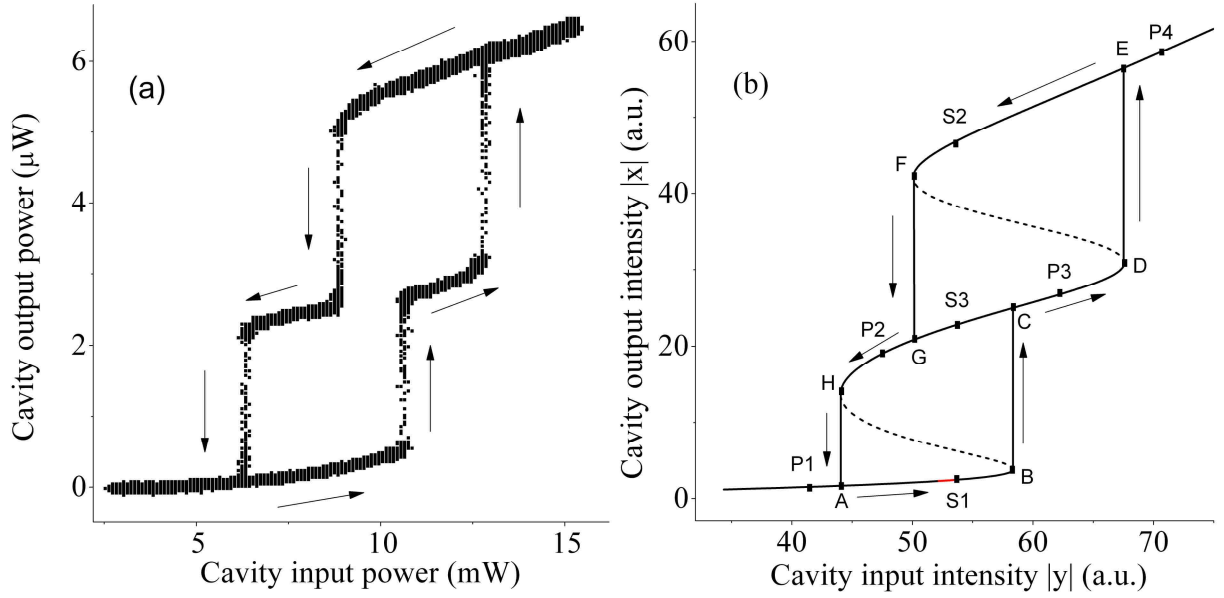 (a)
Cavity output power (μW)
6
4
2
0
5
10
15
Cavity input power (mW)
(b)
Cavity output intensity |x| (a.u.)
60
40
20
0
40
50
60
70
Cavity input intensity |y| (a.u.)
P4
E
S2
F
D
P3
S3
C
P2
G
H
P1
A
S1
B